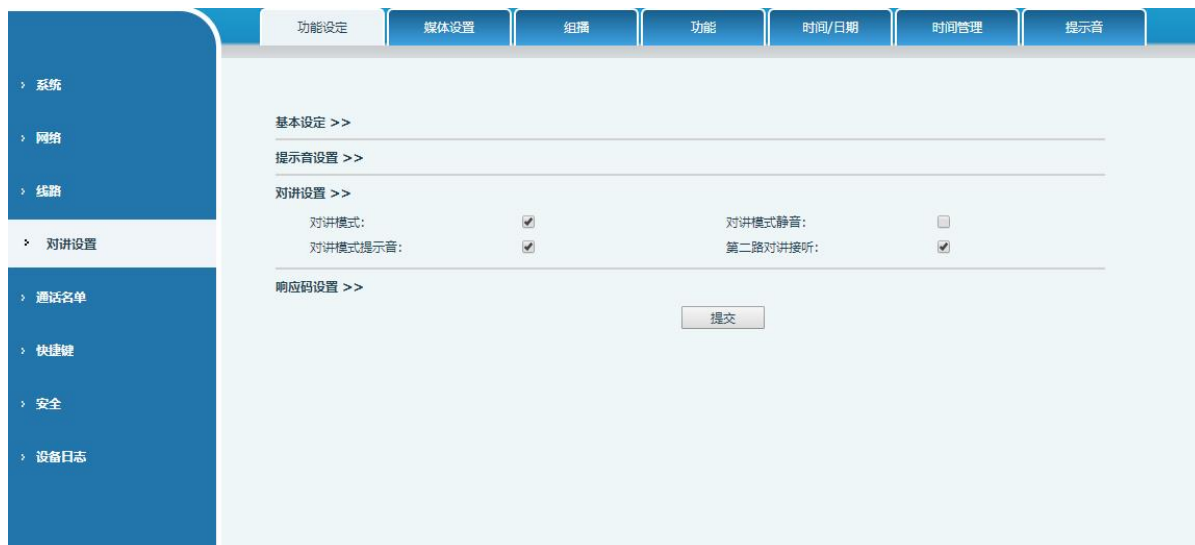 功能设定 媒体设置 组播 功能 时间/日期 时间管理 提示音
› 系统
› 网络
› 线路
› 对讲设置
› 通话名单
› 快捷键
› 安全
› 设备日志
基本设定 >>
提示音设置 >>
对讲设置 >>
对讲模式: 对讲模式静音:
对讲模式提示音: 第二路对讲接听:
响应码设置 >>
提交